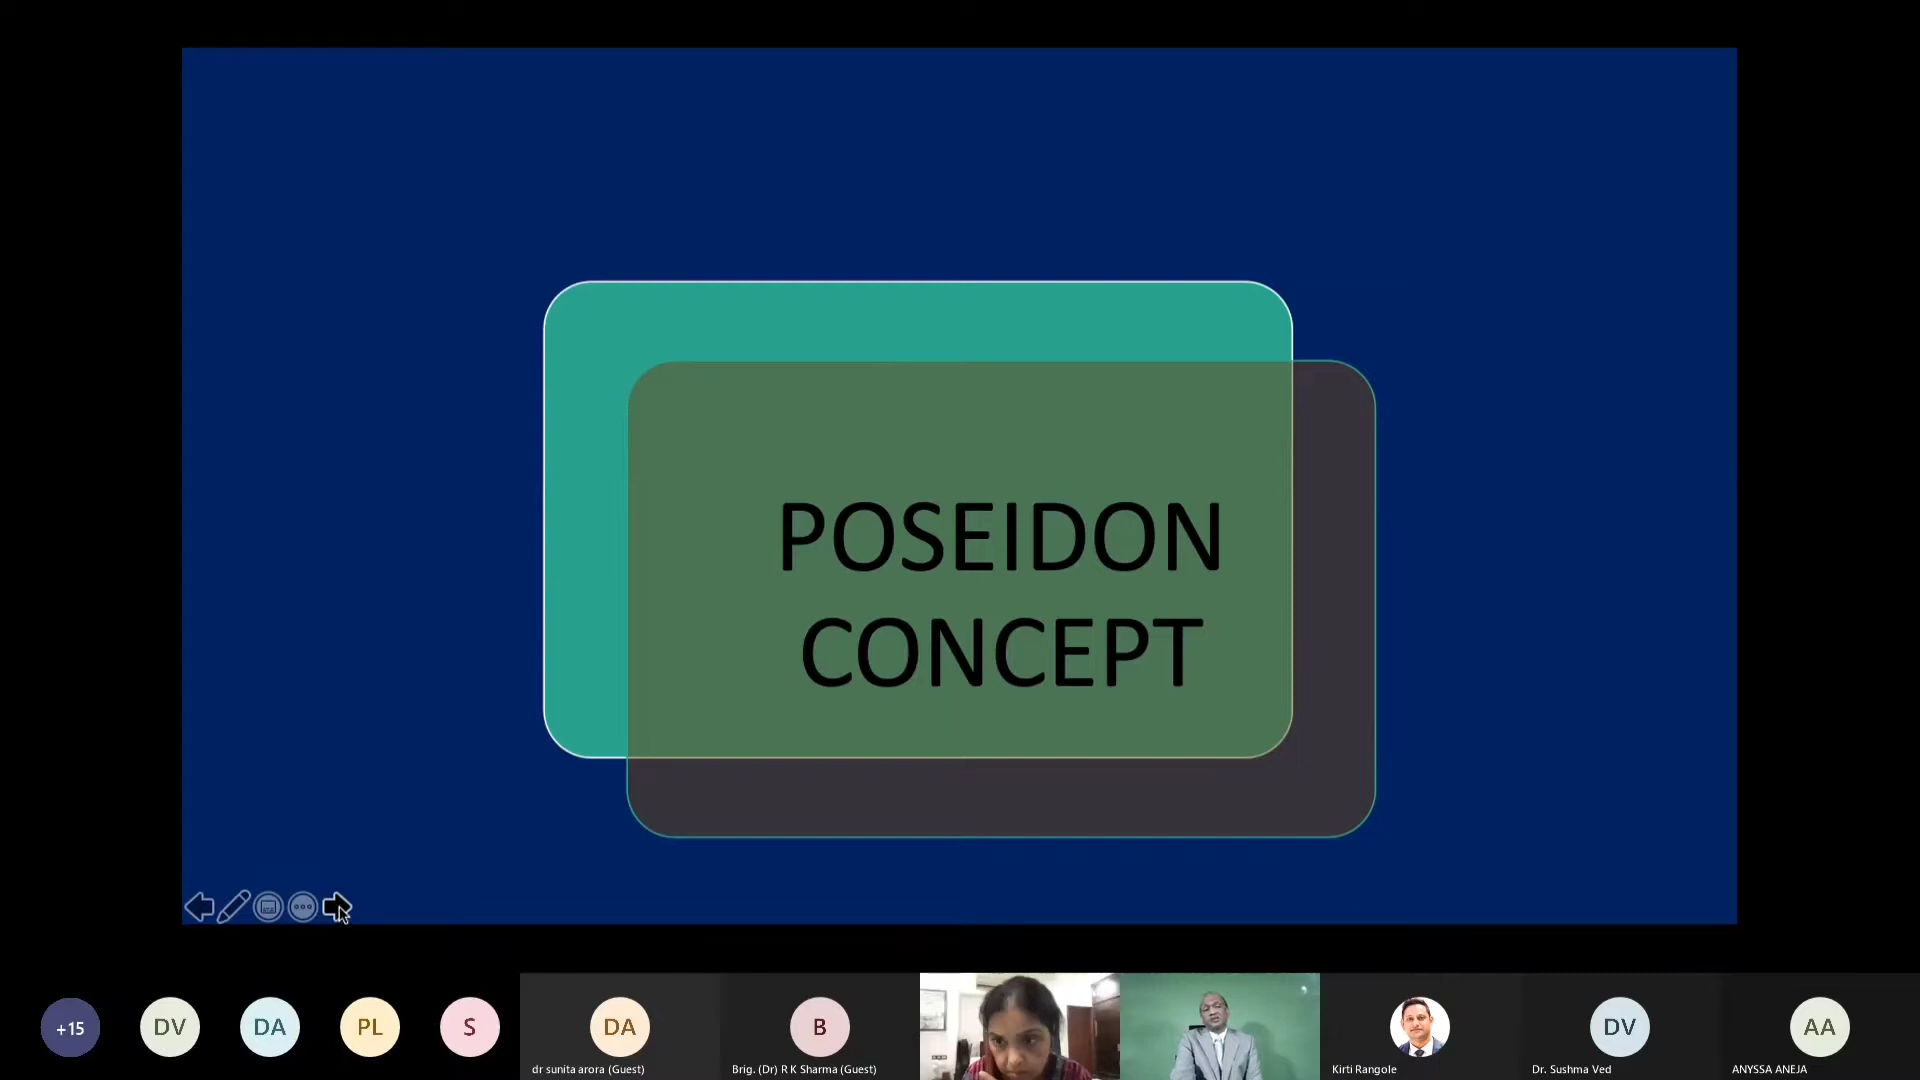 POSEIDON
CONCEPT
+15
DV
DA
PL
S
DA
dr sunita arora (Guest)
B
Brig. (Dr) R K Sharma (Guest)
Kirti Rangole
DV
Dr. Sushma Ved
AA
ANYSSA ANEJA